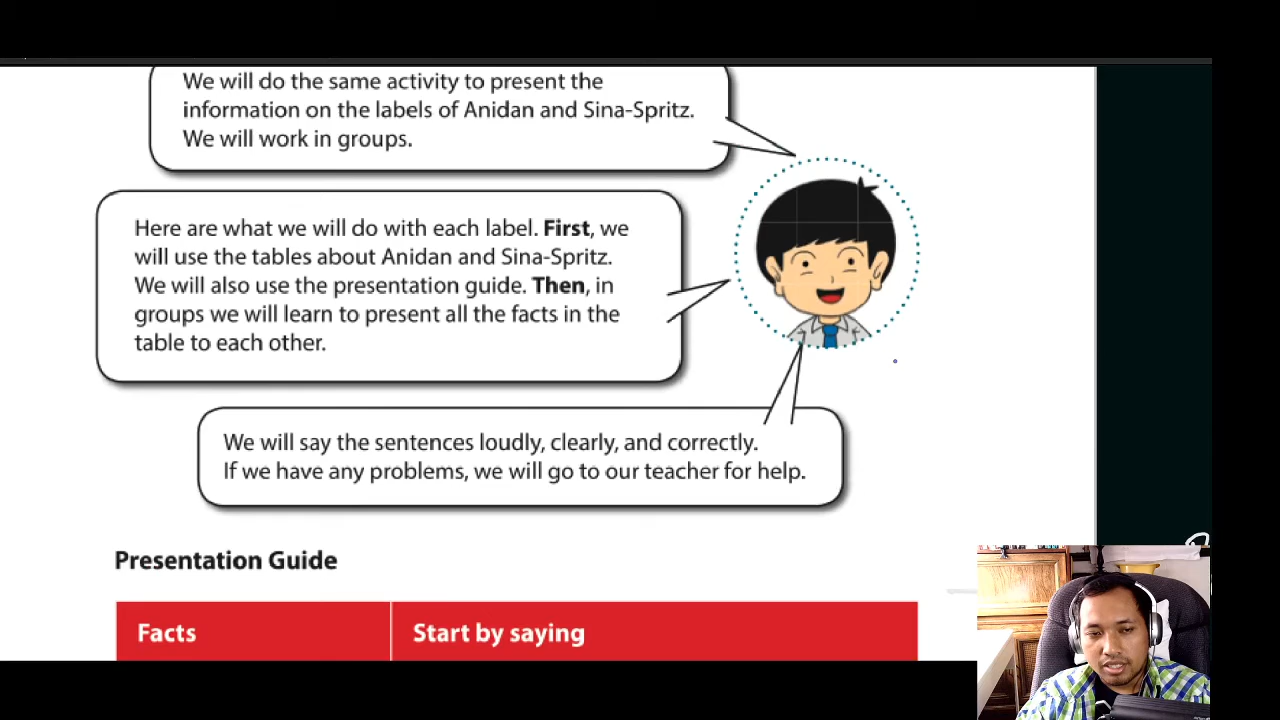 We will do the same activity to present the
information on the labels of Anidan and Sina-Spritz.
We will work in groups.
Here are what we will do with each label. First, we
will use the tables about Anidan and Sina-Spritz.
We will also use the presentation guide. Then, in
groups we will learn to present all the facts in the
table to each other.
We will say the sentences loudly, clearly, and correctly.
If we have any problems, we will go to our teacher for help.
Presentation Guide
Facts
Start by saying